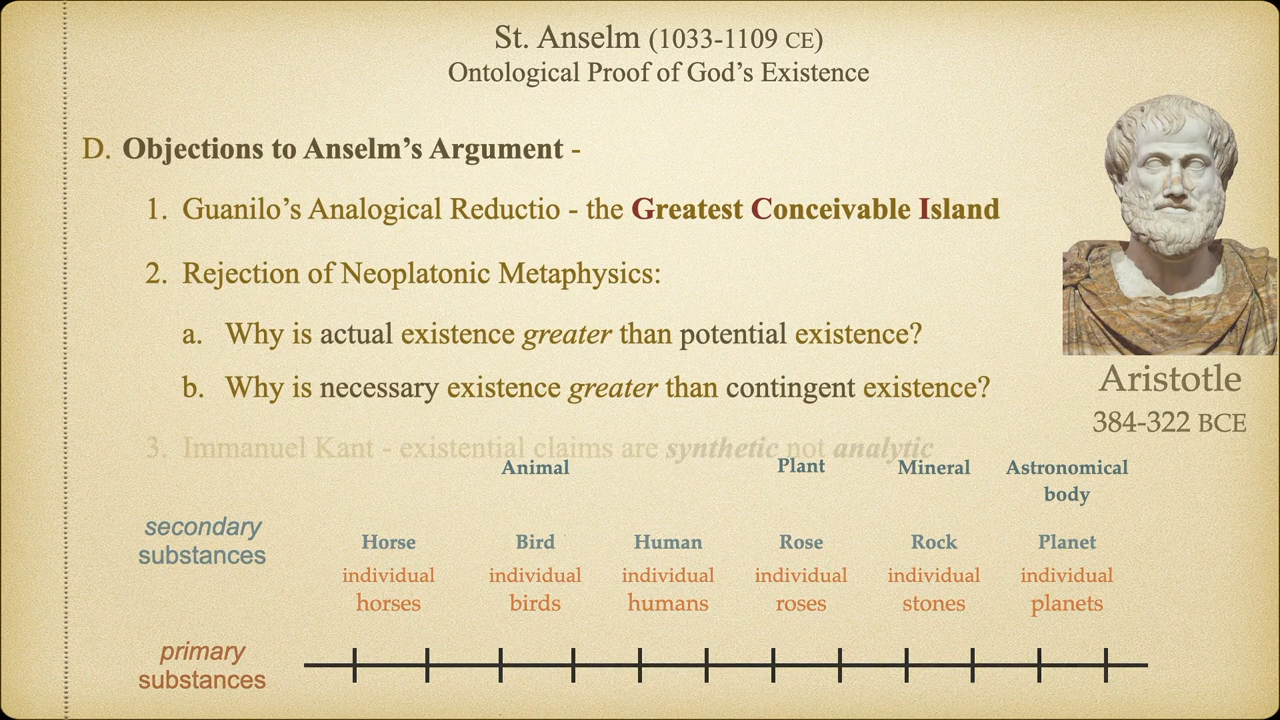 St. Anselm (1033-1109 CE)
Ontological Proof of God's Existence
D. Objections to Anselm's Argument -
1. Guanilo's Analogical Reductio - the Greatest Conceivable Island
2. Rejection of Neoplatonic Metaphysics:
a. Why is actual existence greater than potential existence?
b. Why is necessary existence greater than contingent existence?
Aristotle
384-322 BCE
3. Immanuel Kant - existential claims are synthetic not analytic
Animal Plant Mineral Astronomical
body
secondary
substances
Horse Bird Human Rose Rock Planet
individual individual individual individual individual individual
horses birds humans roses stones planets
primary
substances